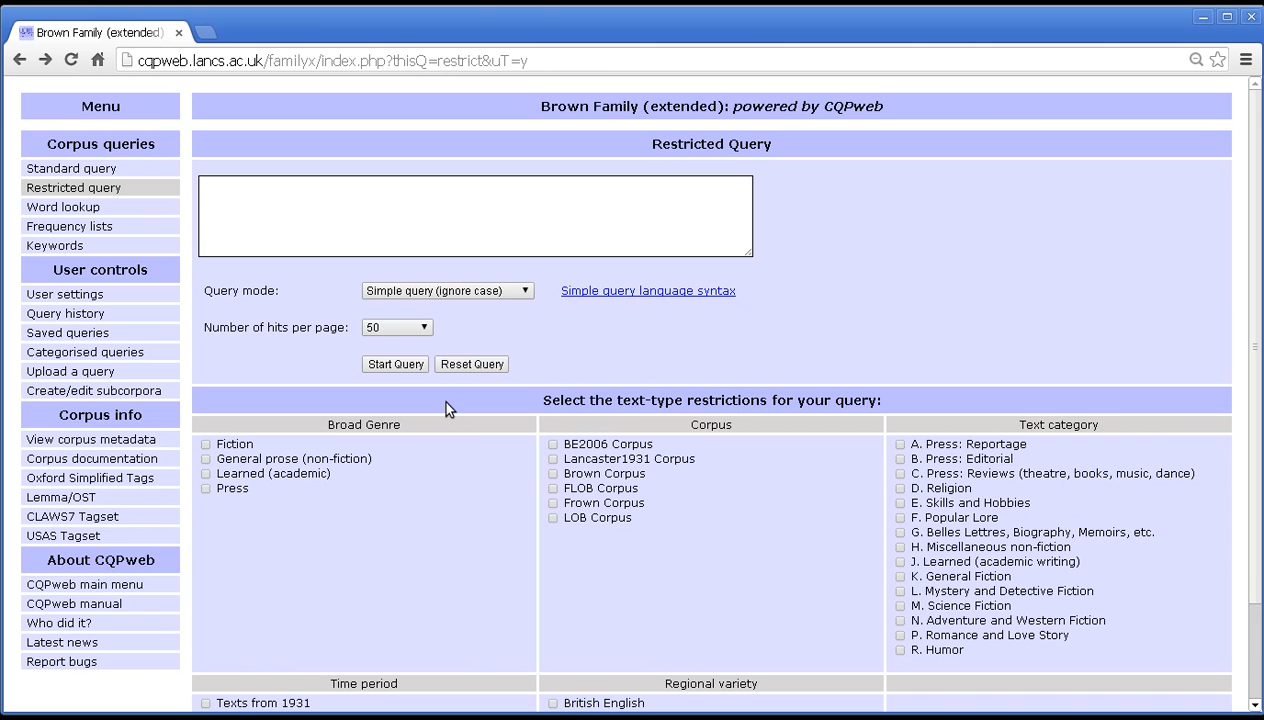 Brown Family (extended)
cqpweb.lancs.ac.uk/familyx/index.php?thisQ=restrict&uT=y
Menu
Corpus queries
Standard query
Restricted query
Word lookup
Frequency lists
Keywords
User controls
User settings
Query history
Saved queries
Categorised queries
Upload a query
Create/edit subcorpora
Corpus info
View corpus metadata
Corpus documentation
Oxford Simplified Tags
Lemma/OST
CLAWS7 Tagset
USAS Tagset
About CQPweb
CQPweb main menu
CQPweb manual
Who did it?
Latest news
Report bugs
Brown Family (extended): powered by CQPweb
Restricted Query
Query mode: Simple query (ignore case) Simple query language syntax
Number of hits per page: 50
Start Query Reset Query
Select the text-type restrictions for your query:
Broad Genre
Fiction
General prose (non-fiction)
Learned (academic)
Press
Corpus
BE2006 Corpus
Lancaster1931 Corpus
Brown Corpus
FLOB Corpus
Frown Corpus
LOB Corpus
Text category
A. Press: Reportage
B. Press: Editorial
C. Press: Reviews (theatre, books, music, dance)
D. Religion
E. Skills and Hobbies
F. Popular Lore
G. Belles Lettres, Biography, Memoirs, etc.
H. Miscellaneous non-fiction
J. Learned (academic writing)
K. General Fiction
L. Mystery and Detective Fiction
M. Science Fiction
N. Adventure and Western Fiction
P. Romance and Love Story
R. Humor
Time period
Texts from 1931
Regional variety
British English